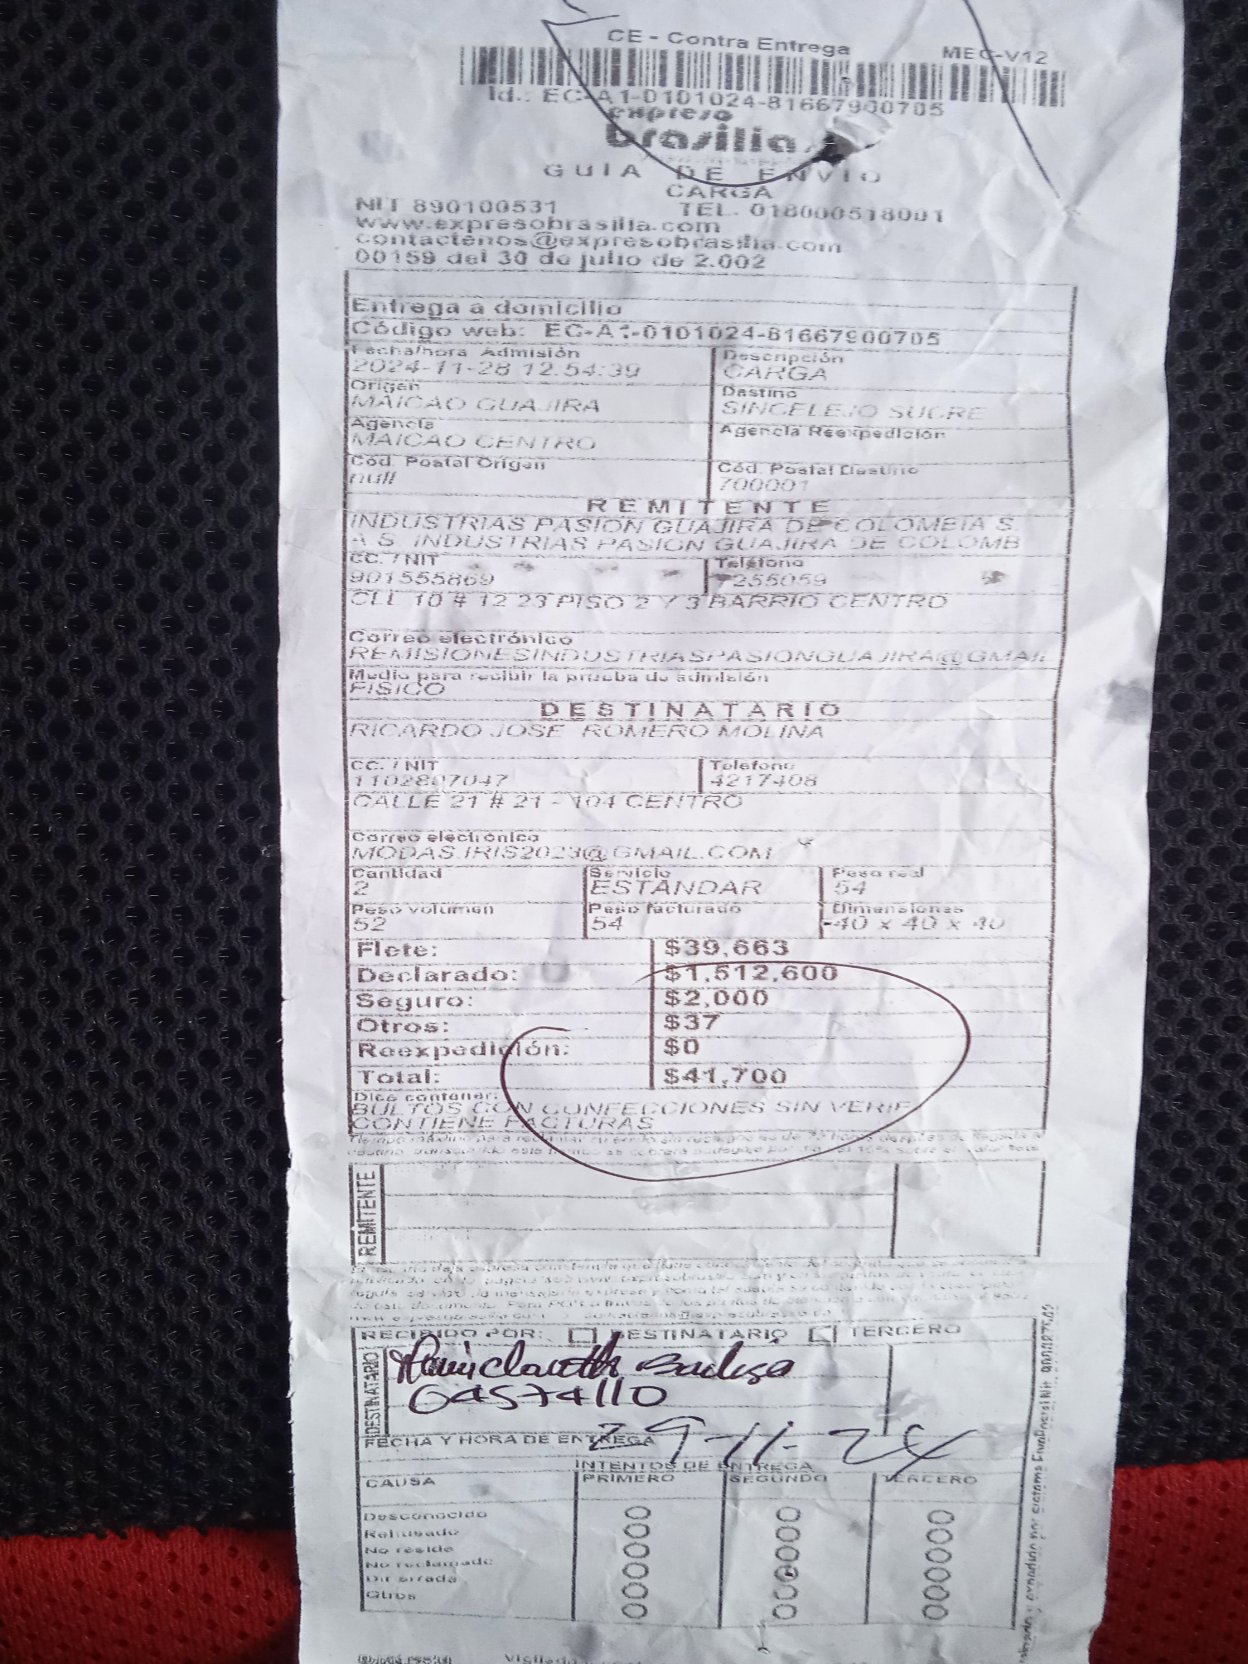 CE - Contra Entrega MEC-V12
Id.: EC-A1-0101024-81667900705
expreso
brasilia
GUIA DE ENVIO
CARGA
NIT 890100531 TEL. 018000518001
www.expresobrasilia.com
contactenos@expresobrasilia.com
00159 del 30 de julio de 2.002
Entrega a domicilio
Código web: EC-A1-0101024-81667900705
Fecha/hora Admisión Descripción
2024-11-28 12:54:39 CARGA
Origen Destino
MAICAO GUAJIRA SINCELEJO SUCRE
Agencia Agencia Reexpedición
MAICAO CENTRO
Cód. Postal Origen Cód. Postal Destino
null 700001
REMITENTE
INDUSTRIAS PASION GUAJIRA DE COLOMBIA S.
A.S. INDUSTRIAS PASION GUAJIRA DE COLOMB
CC. / NIT Teléfono
901555869 7255059
CLL 10 # 12 23 PISO 2 Y 3 BARRIO CENTRO
Correo electrónico
REMISIONESINDUSTRIASPASIONGUAJIRA@GMAIL
Medio para recibir la prueba de admisión
FISICO
DESTINATARIO
RICARDO JOSE ROMERO MOLINA
CC. / NIT Telefono
1102807047 4217408
CALLE 21 # 21 - 104 CENTRO
Correo electrónico
MODAS.IRIS2023@GMAIL.COM
Cantidad Servicio Peso real
2 ESTANDAR 54
Peso volumen Peso facturado Dimensiones
52 54 40 x 40 x 40
Flete: $39,663
Declarado: $1,512,600
Seguro: $2,000
Otros: $37
Reexpedición: $0
Total: $41,700
Dice contener:
BULTOS CON CONFECCIONES SIN VERIF
CONTIENE FACTURAS
REMITENTE
RECIBIDO POR: DESTINATARIO TERCERO
DESTINATARIO
64574110
FECHA Y HORA DE ENTREGA 29-11-24
INTENTOS DE ENTREGA
CAUSA PRIMERO SEGUNDO TERCERO
Desconocido
Rehusado
No reside
No reclamado
Dir errada
Otros